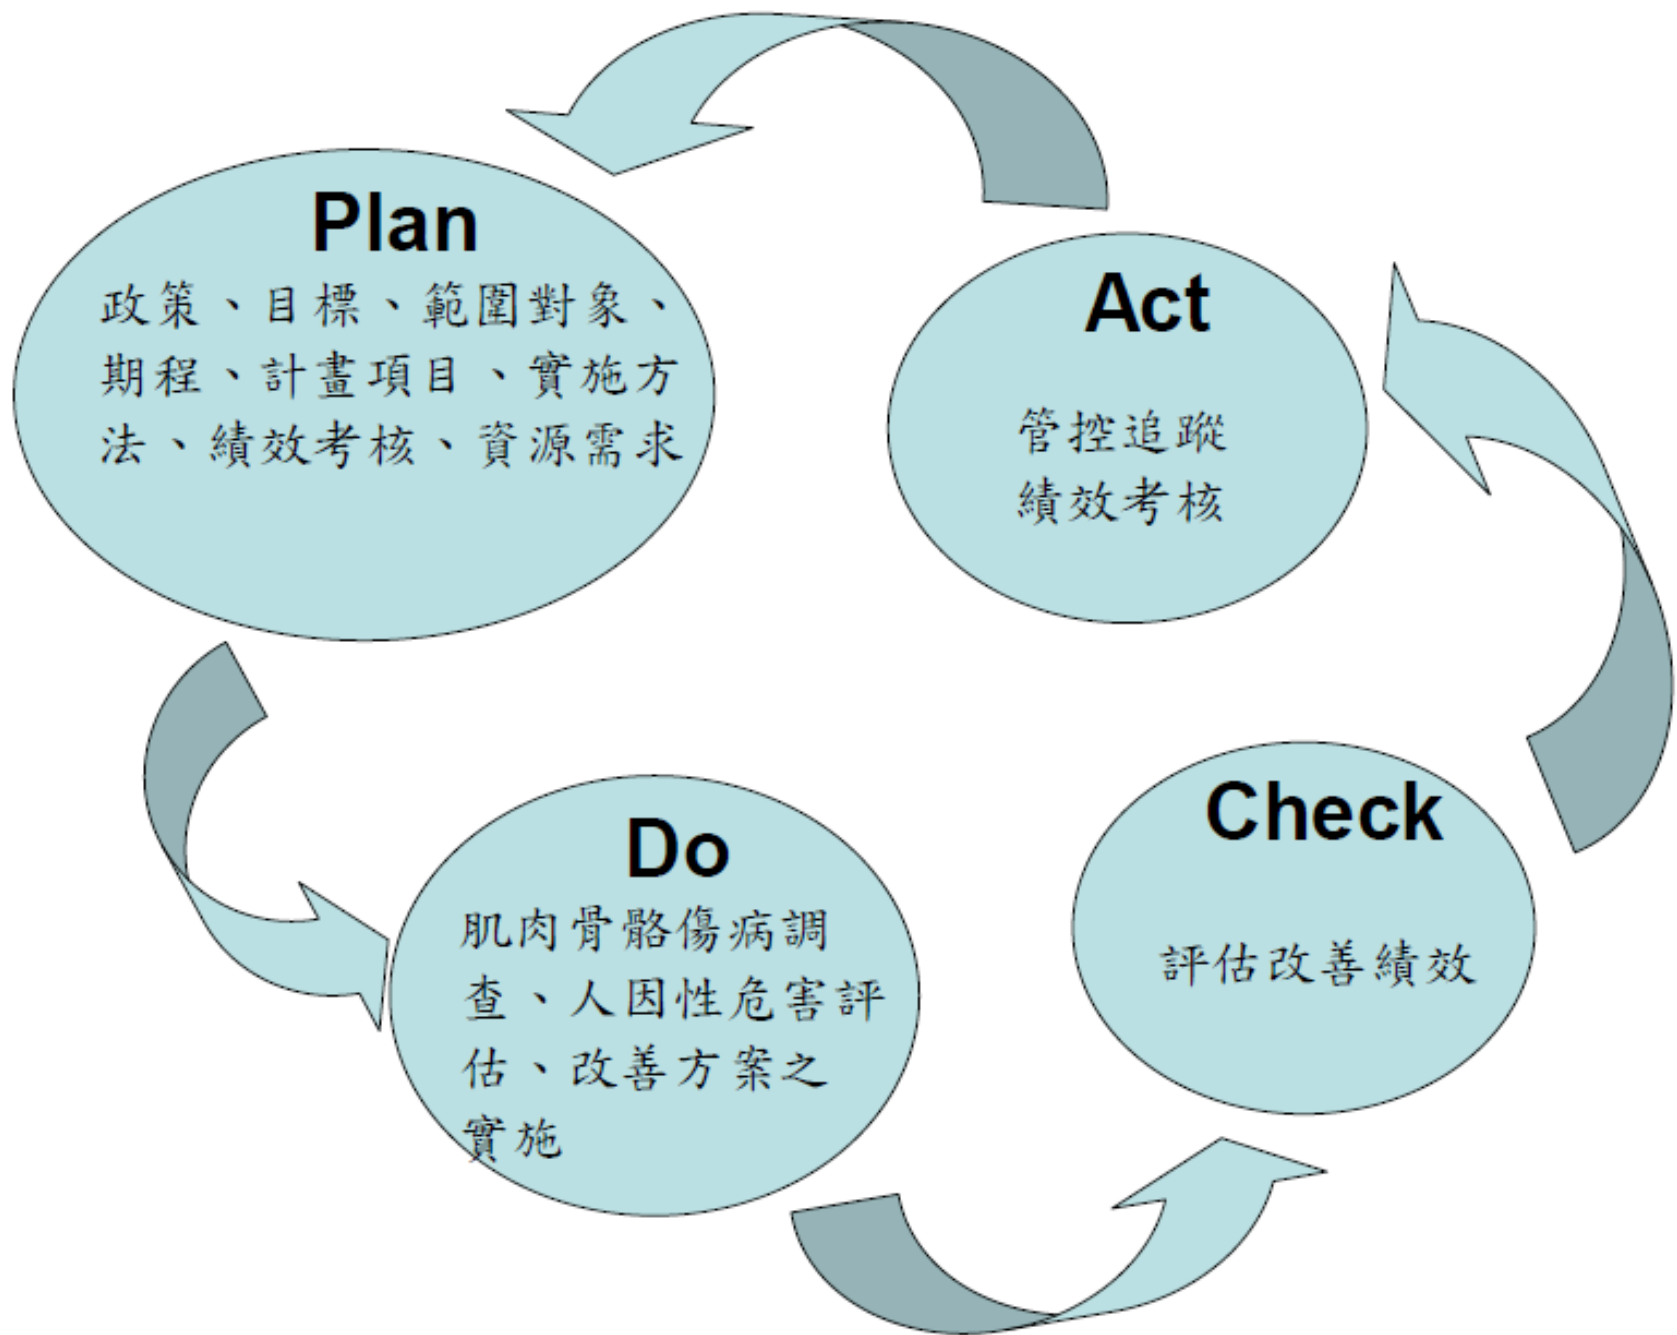 Plan
政策、目標、範圍對象、
期程、計畫項目、實施方
法、績效考核、資源需求
Act
管控追蹤
績效考核
Do
肌肉骨骼傷病調
查、人因性危害評
估、改善方案之
實施
Check
評估改善績效